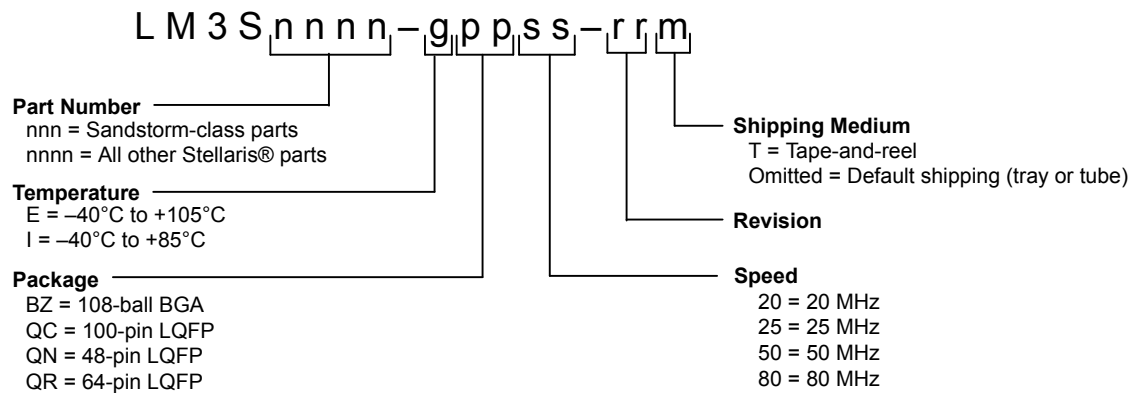 LM3Snnnn–gppss–rrm
Part Number
nnn = Sandstorm-class parts
nnnn = All other Stellaris® parts
Temperature
E = –40°C to +105°C
I = –40°C to +85°C
Package
BZ = 108-ball BGA
QC = 100-pin LQFP
QN = 48-pin LQFP
QR = 64-pin LQFP
Shipping Medium
T = Tape-and-reel
Omitted = Default shipping (tray or tube)
Revision
Speed
20 = 20 MHz
25 = 25 MHz
50 = 50 MHz
80 = 80 MHz